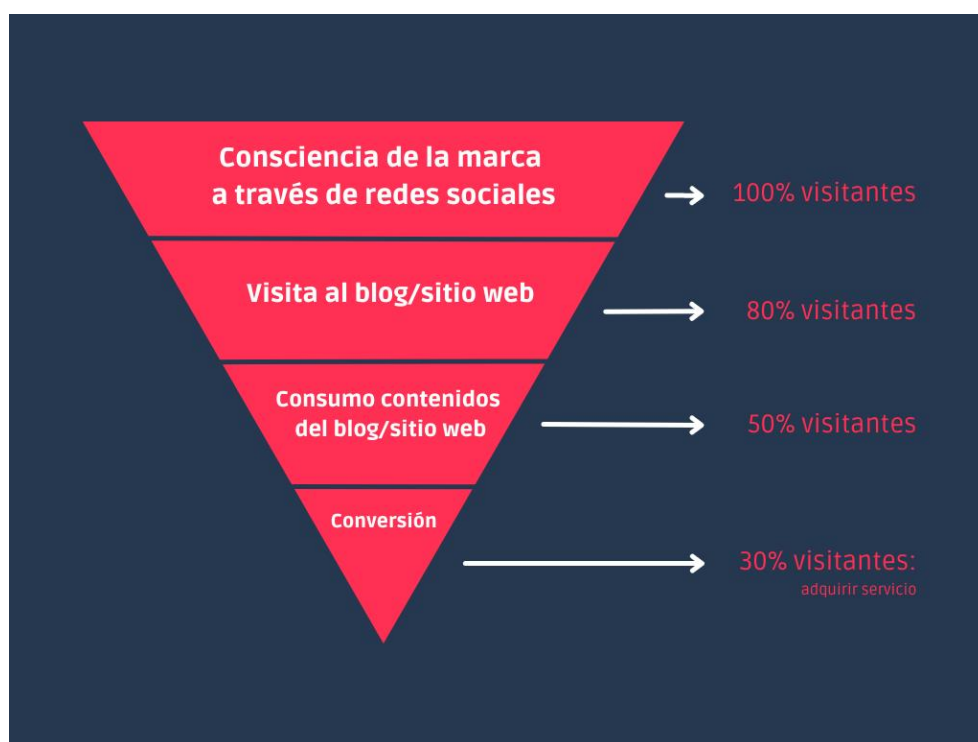 Consciencia de la marca
a través de redes sociales
100% visitantes
Visita al blog/sitio web
80% visitantes
Consumo contenidos
del blog/sitio web
50% visitantes
Conversión
30% visitantes:
adquirir servicio